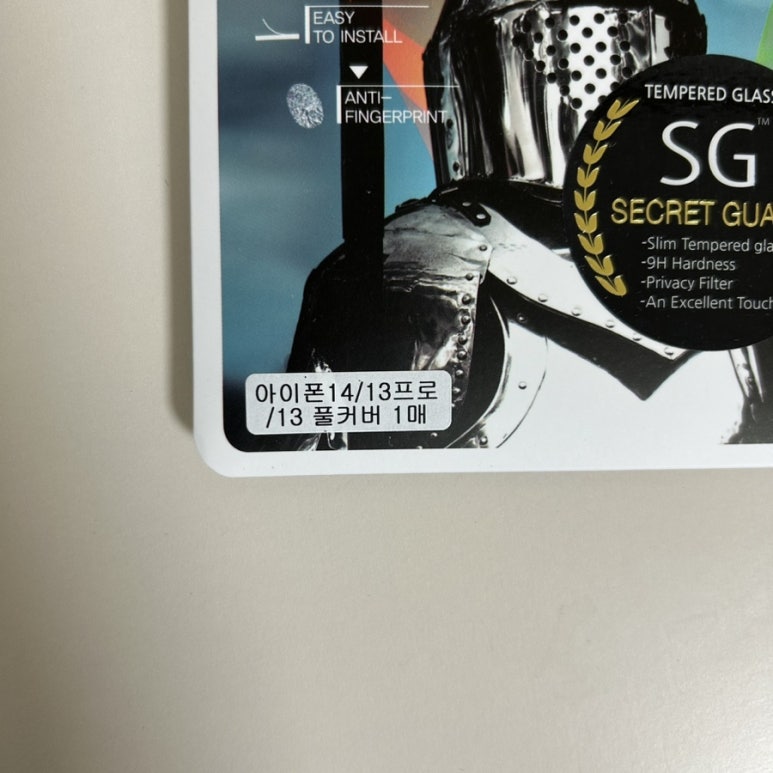 EASY
TO INSTALL
ANTI-
FINGERPRINT
TEMPERED GLASS
SG™
SECRET GUA
-Slim Tempered gla
-9H Hardness
-Privacy Filter
-An Excellent Touch
아이폰14/13프로
/13 풀커버 1매